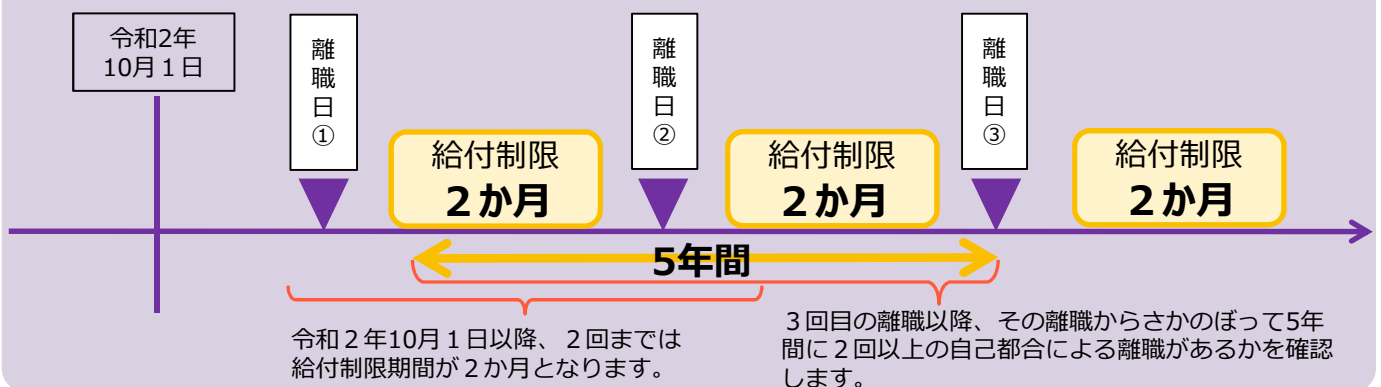 令和2年
10月１日
離職日①
給付制限
２か月
離職日②
給付制限
２か月
離職日③
給付制限
２か月
5年間
令和２年10月１日以降、２回までは
給付制限期間が２か月となります。
３回目の離職以降、その離職からさかのぼって5年
間に２回以上の自己都合による離職があるかを確認
します。